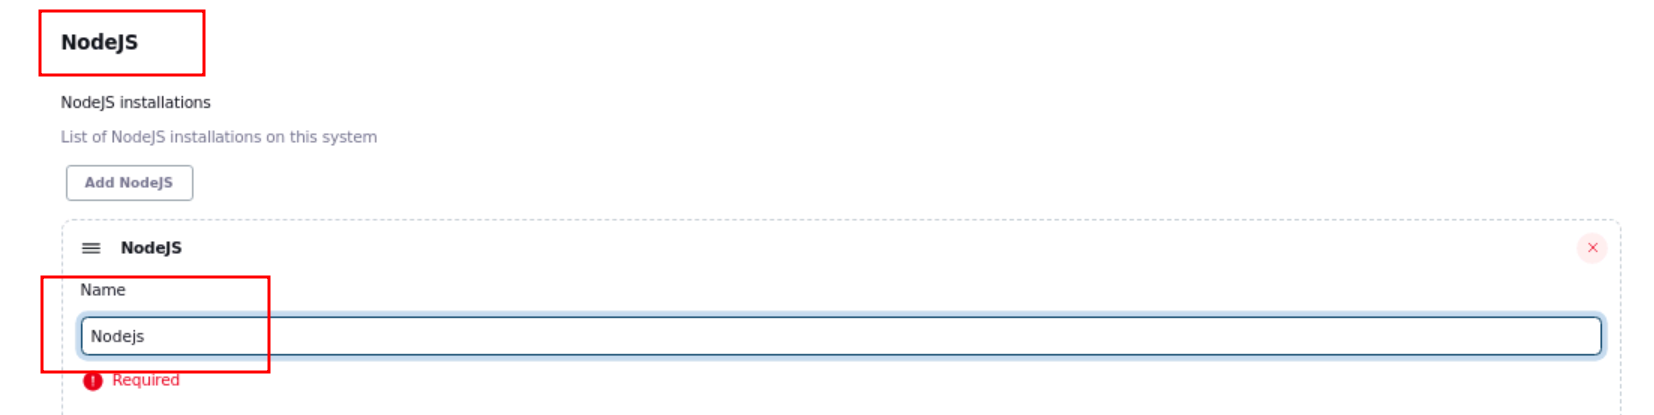 NodeJS
NodeJS installations
List of NodeJS installations on this system
Add NodeJS
NodeJS
Name
Nodejs
Required